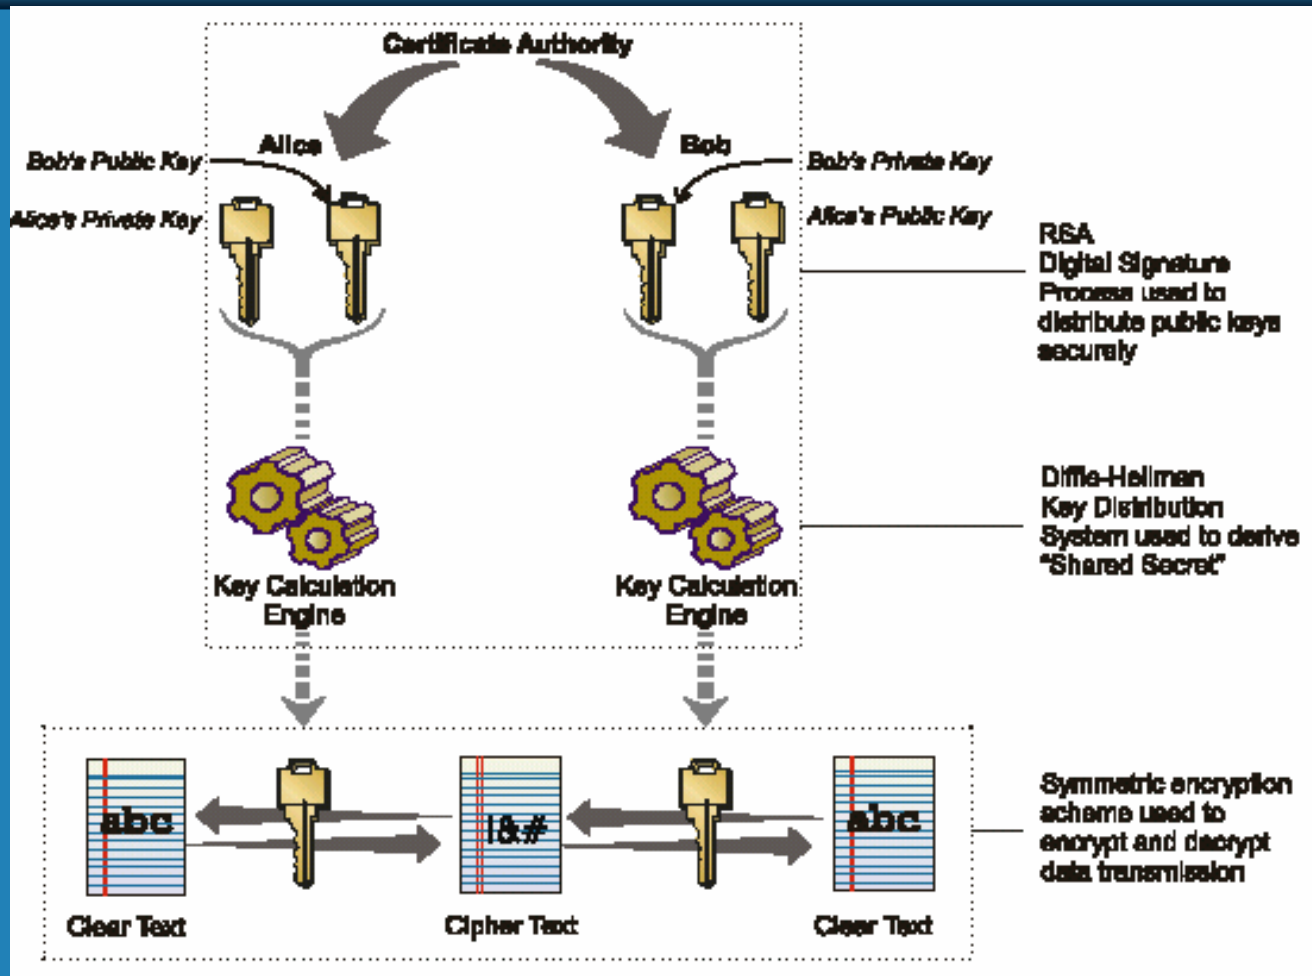 Certificate Authority
Alice
Bob
Bob's Public Key
Bob's Private Key
Alice's Private Key
Alice's Public Key
RSA
Digital Signature
Process used to
distribute public keys
securely
Diffie-Hellman
Key Distribution
System used to derive
"Shared Secret"
Key Calculation
Engine
Key Calculation
Engine
abc
|&#
abc
Symmetric encryption
scheme used to
encrypt and decrypt
data transmission
Clear Text
Cipher Text
Clear Text